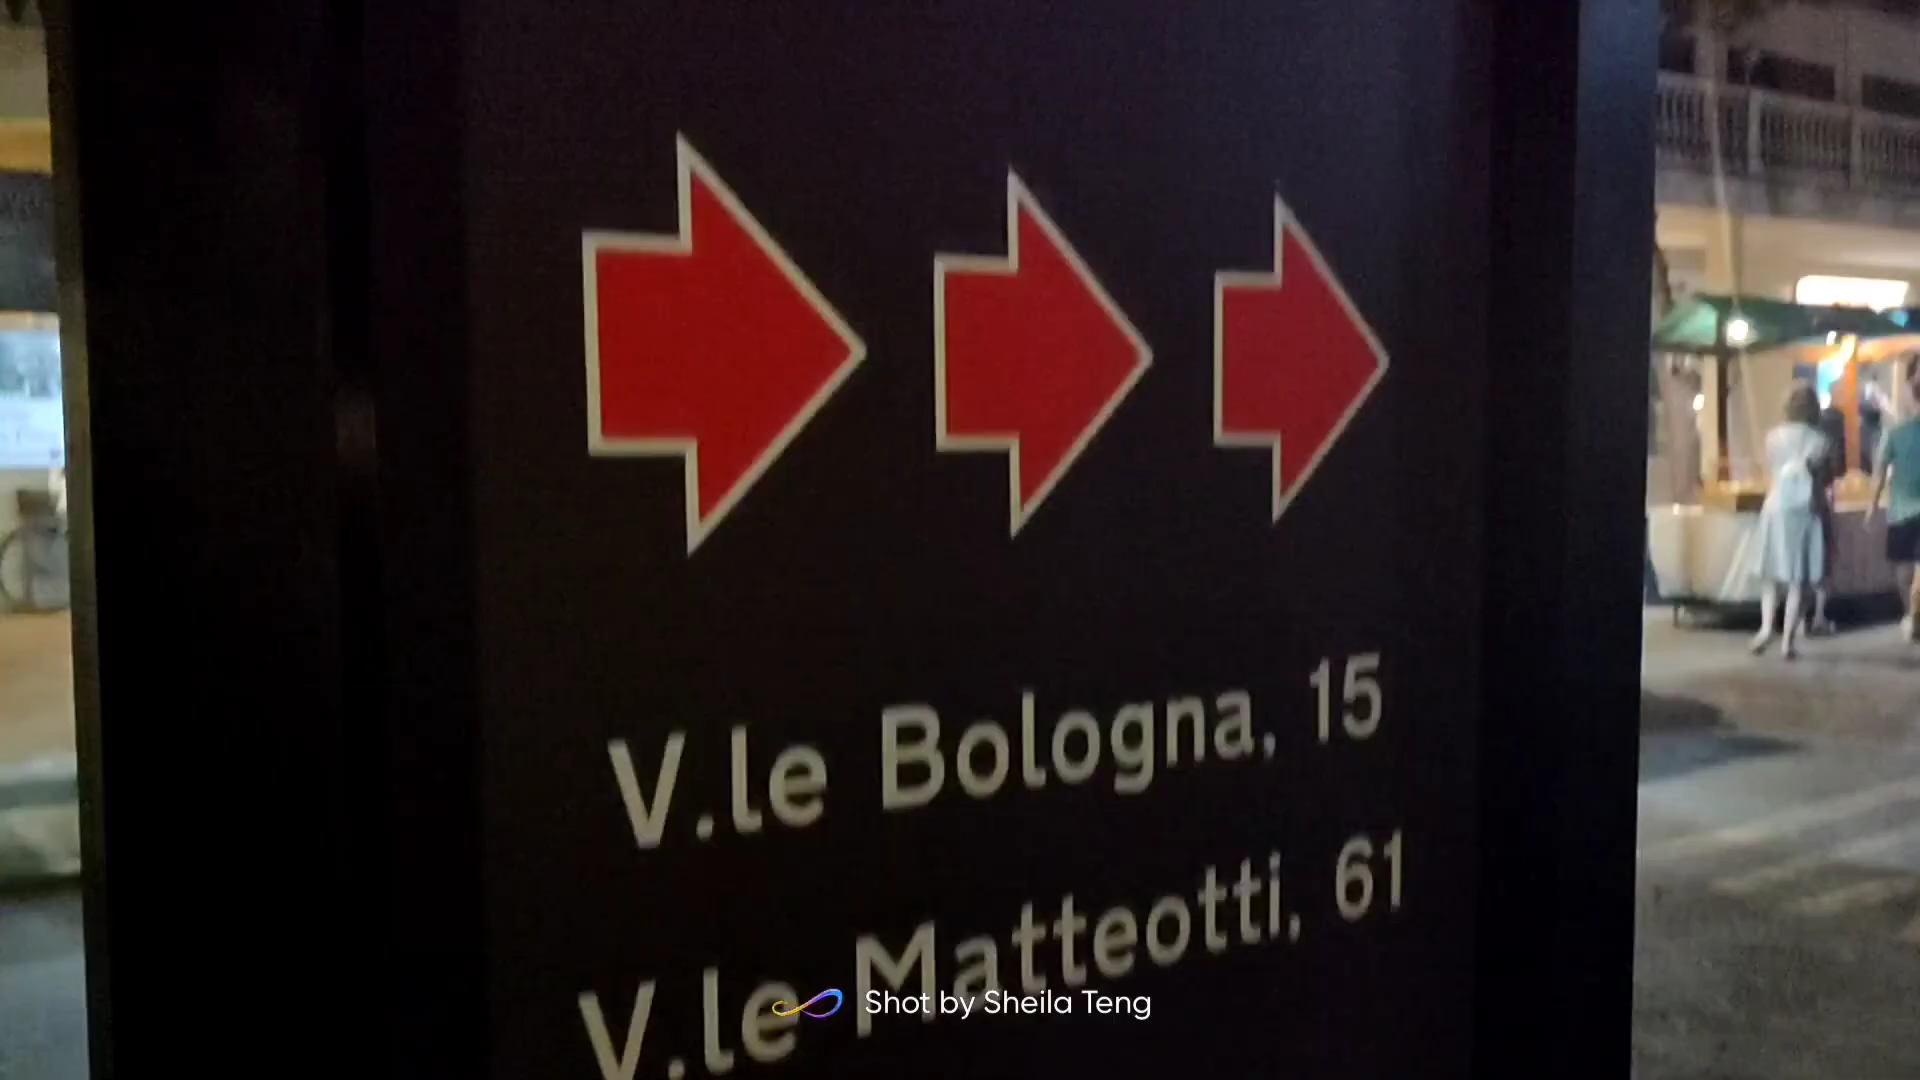 V.le Bologna, 15
V.le Matteotti, 61
Shot by Sheila Teng